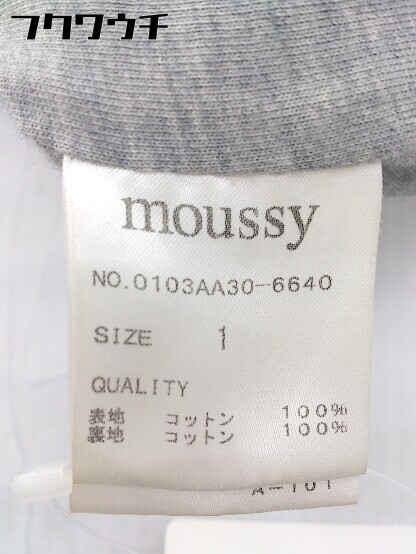 フクワウチ
moussy
NO.0103AA30-6640
SIZE 1
QUALITY
表地 コットン 100%
裏地 コットン 100%